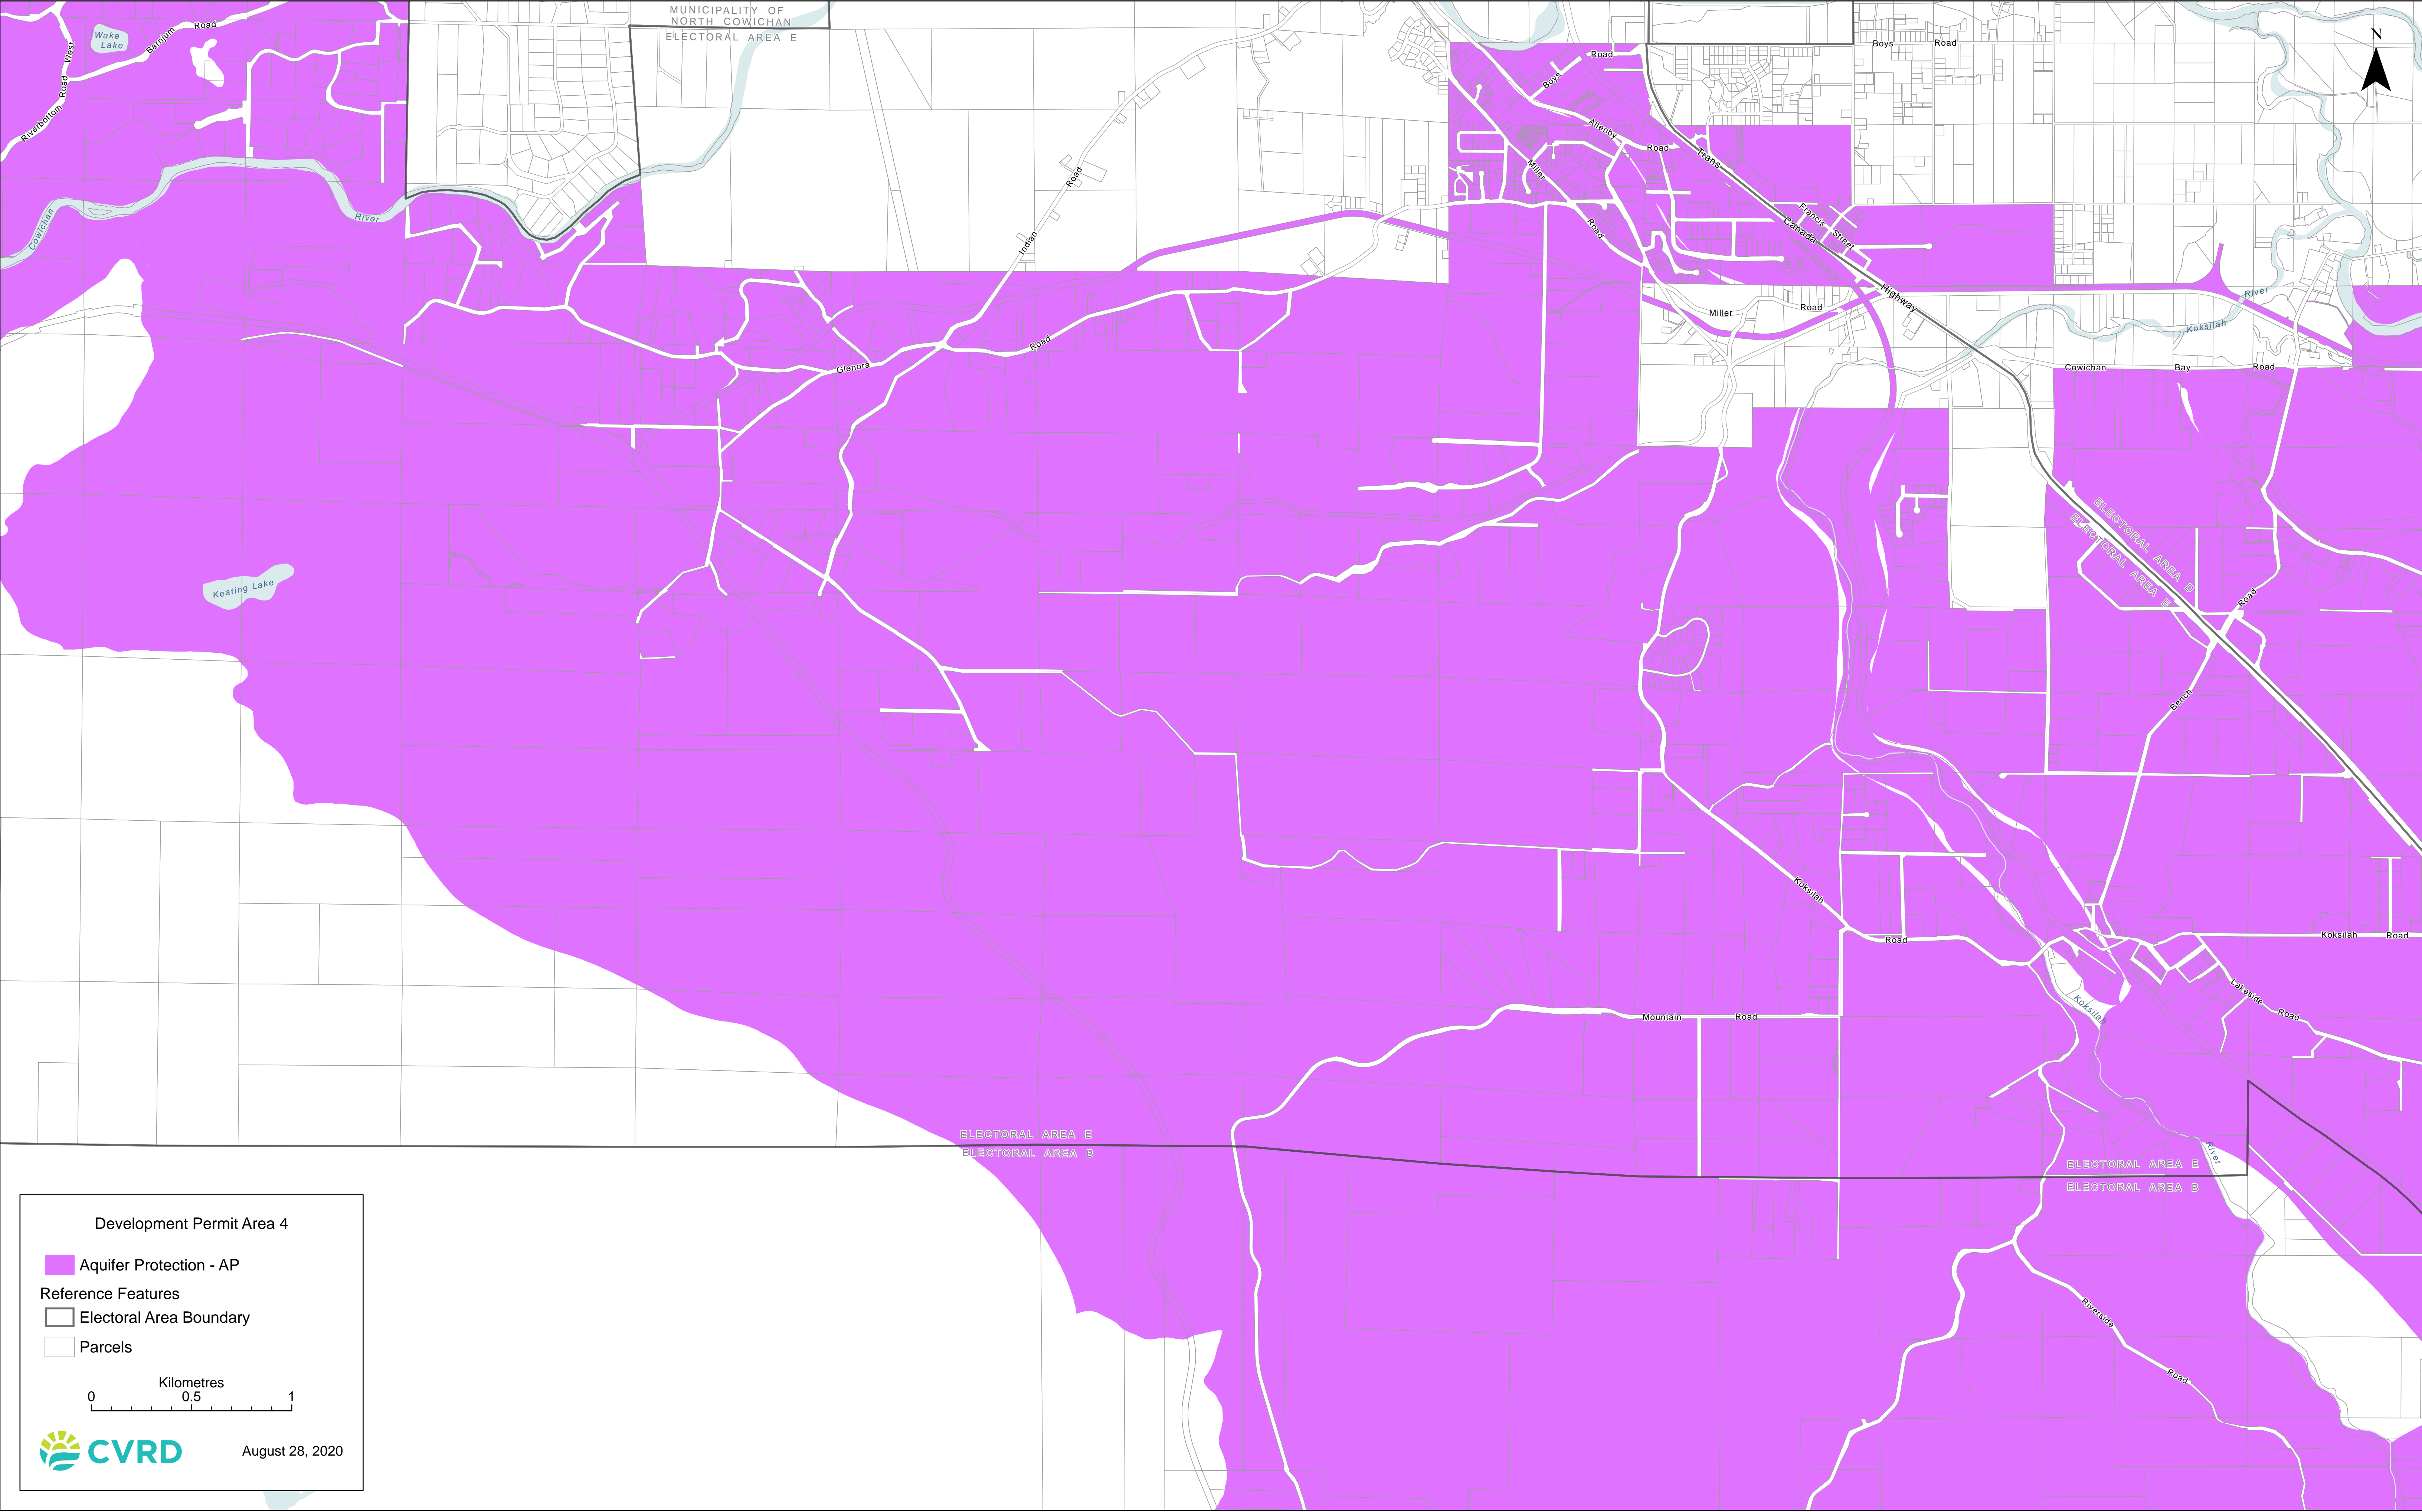 MUNICIPALITY OF
NORTH COWICHAN
ELECTORAL AREA E
N
Wake
Lake
Barnjum
Road
West
Road
Riverbottom
Cowichan
River
Indian
Road
Boys
Road
Boys
Road
Allenby
Road
Miller
Road
Trans
Canada
Highway
Francis
Street
Miller
Road
River
Koksilah
Cowichan
Bay
Road
Glenora
Road
Keating Lake
ELECTORAL AREA D
ELECTORAL AREA E
Road
Bench
Koksilah
Road
Koksilah
Road
Lakeside
Road
Koksilah
River
Mountain
Road
ELECTORAL AREA E
ELECTORAL AREA B
ELECTORAL AREA E
ELECTORAL AREA B
Riverside
Road
Development Permit Area 4
Aquifer Protection - AP
Reference Features
Electoral Area Boundary
Parcels
Kilometres
0 0.5 1
CVRD
August 28, 2020